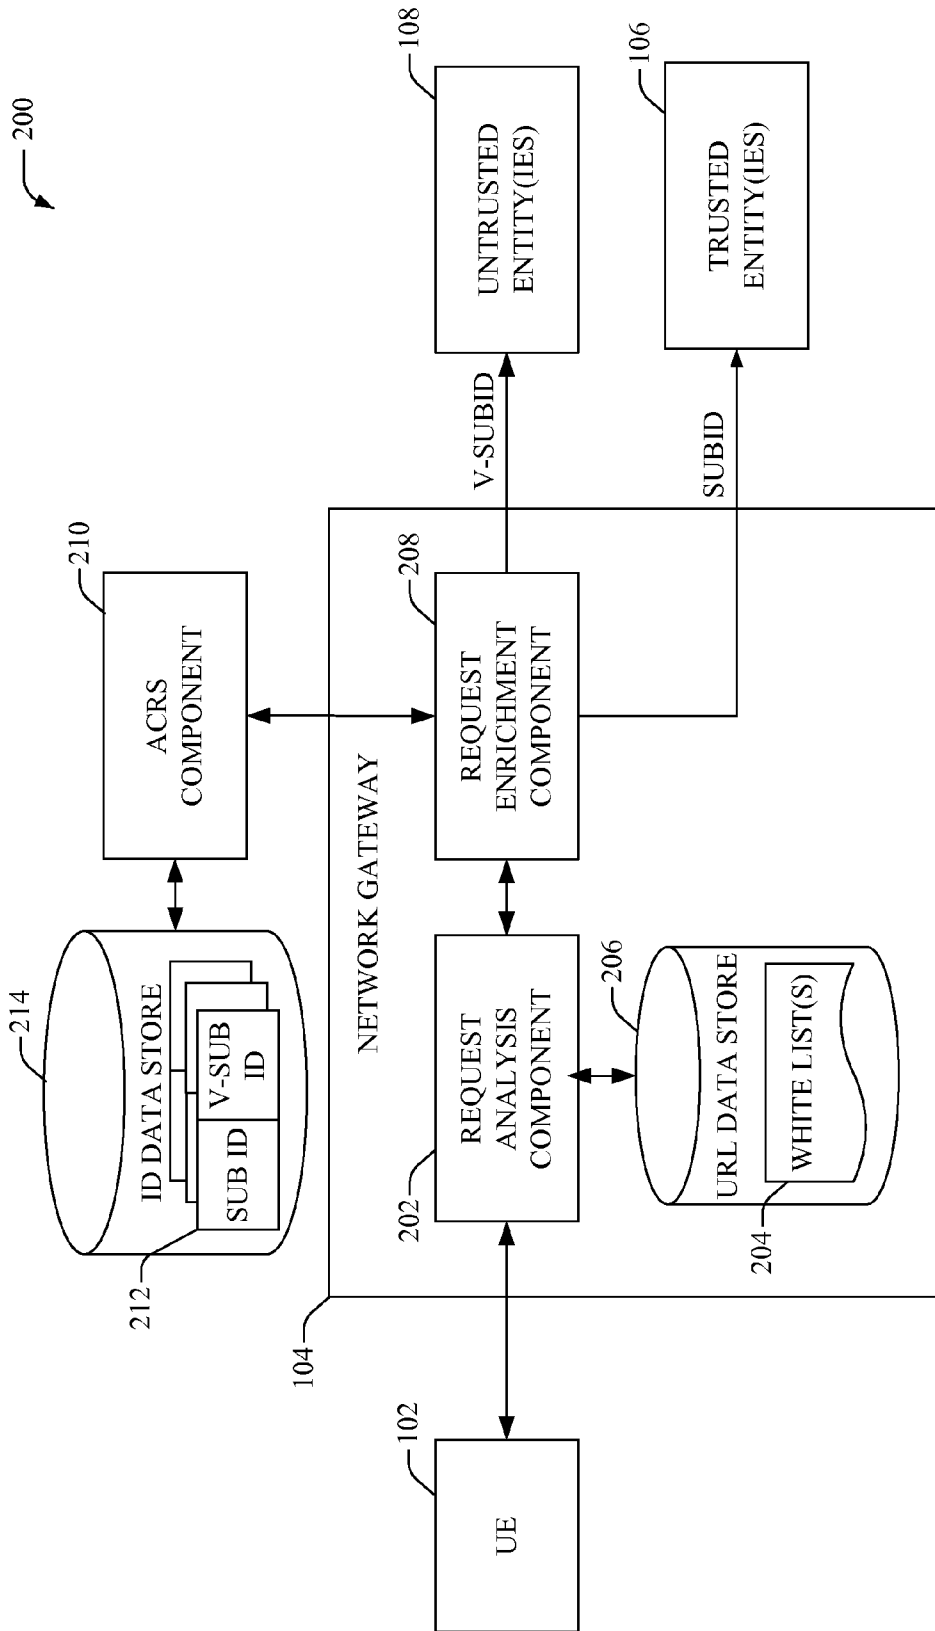 200
214
ID DATA STORE
SUB ID
V-SUB
ID
212
210
ACRS
COMPONENT
104
NETWORK GATEWAY
102
UE
202
REQUEST
ANALYSIS
COMPONENT
208
REQUEST
ENRICHMENT
COMPONENT
V-SUBID
108
UNTRUSTED
ENTITY(IES)
206
URL DATA STORE
WHITE LIST(S)
204
SUBID
106
TRUSTED
ENTITY(IES)